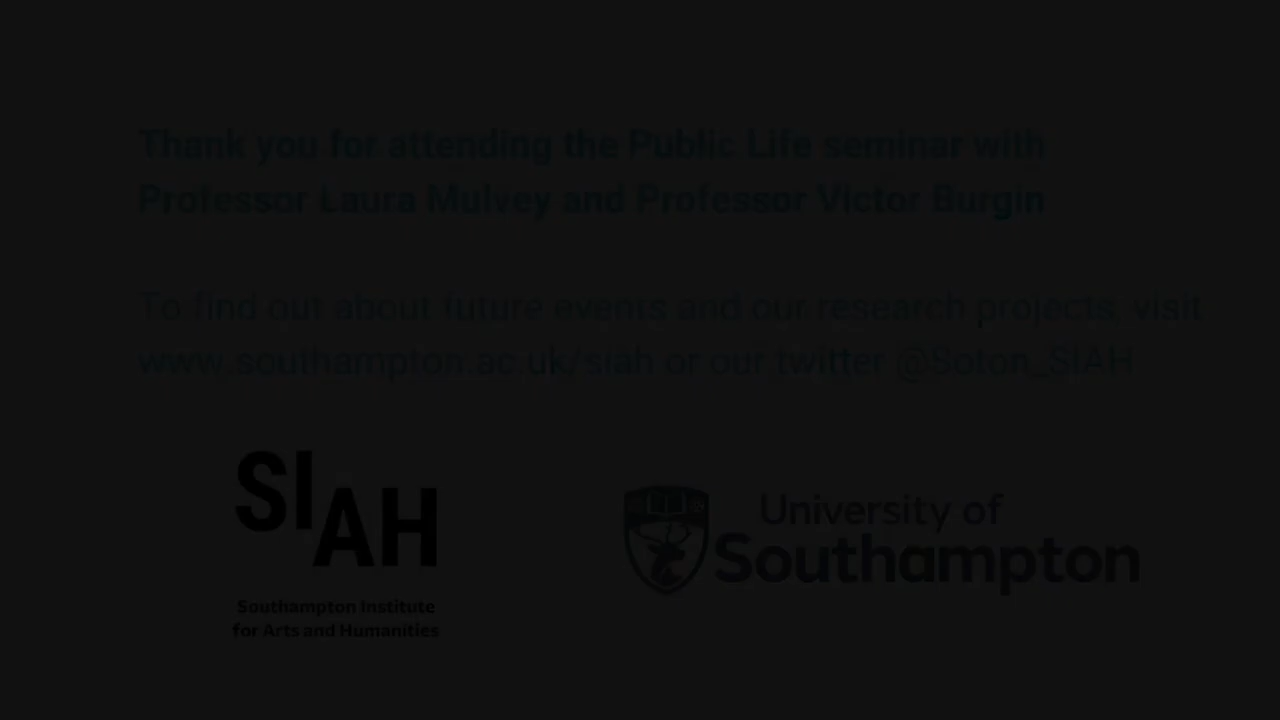 Thank you for attending the Public Life seminar with
Professor Laura Mulvey and Professor Victor Burgin
To find out about future events and our research projects, visit
www.southampton.ac.uk/siah or our twitter @Soton_SIAH
SIAH
Southampton Institute
for Arts and Humanities
University of
Southampton